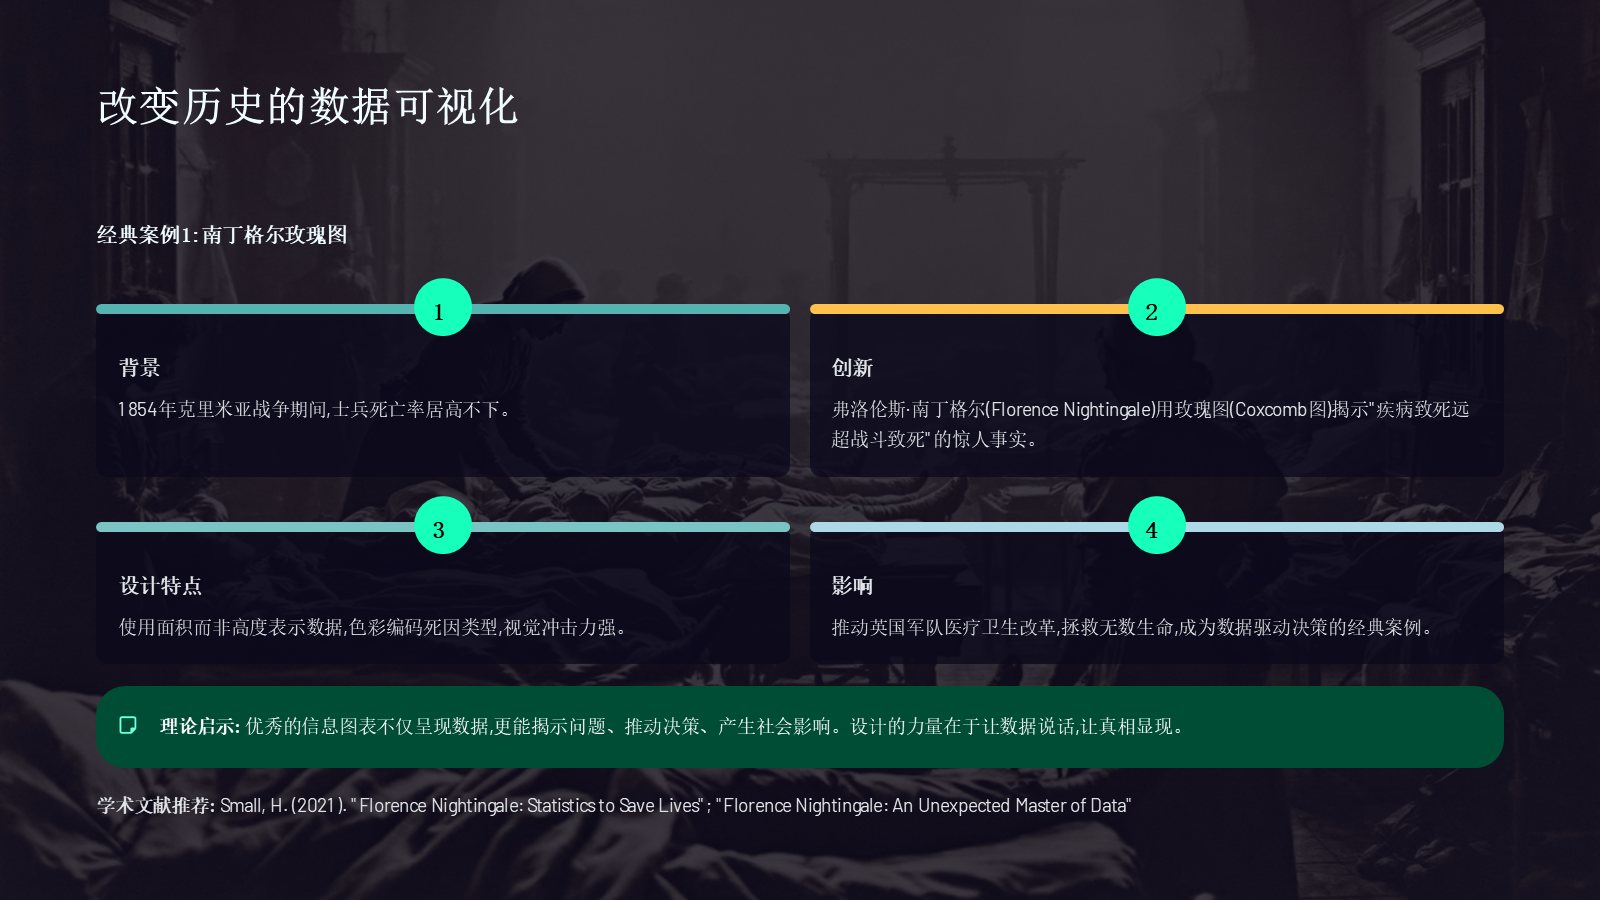 改变历史的数据可视化
经典案例1: 南丁格尔玫瑰图
1
背景
1854年克里米亚战争期间,士兵死亡率居高不下。
2
创新
弗洛伦斯·南丁格尔(Florence Nightingale)用玫瑰图(Coxcomb图)揭示"疾病致死远
超战斗致死"的惊人事实。
3
设计特点
使用面积而非高度表示数据,色彩编码死因类型,视觉冲击力强。
4
影响
推动英国军队医疗卫生改革,拯救无数生命,成为数据驱动决策的经典案例。
理论启示: 优秀的信息图表不仅呈现数据,更能揭示问题、推动决策、产生社会影响。设计的力量在于让数据说话,让真相显现。
学术文献推荐: Small, H. (2021). "Florence Nightingale: Statistics to Save Lives"; "Florence Nightingale: An Unexpected Master of Data"